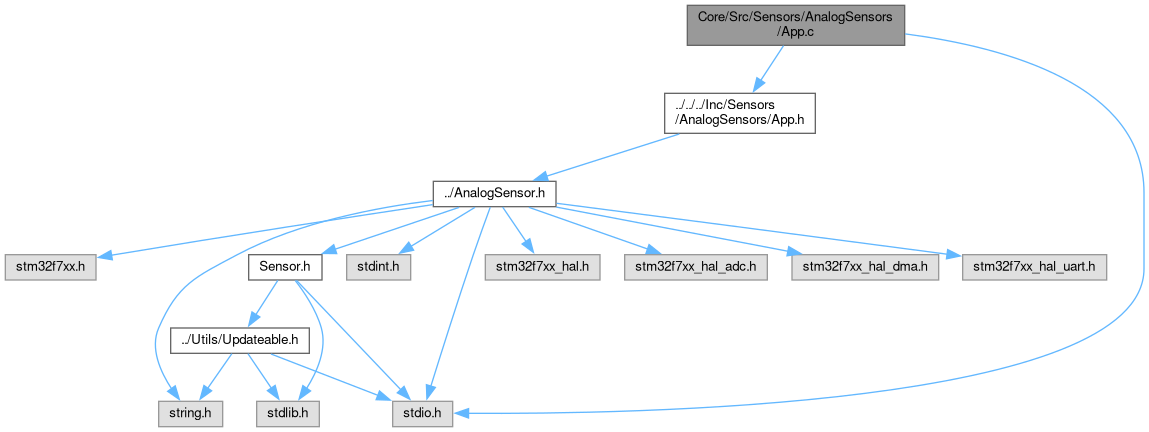 Core/Src/Sensors/AnalogSensors
/App.c
../../../Inc/Sensors
/AnalogSensors/App.h
../AnalogSensor.h
stm32f7xx.h
Sensor.h
stdint.h
stm32f7xx_hal.h
stm32f7xx_hal_adc.h
stm32f7xx_hal_dma.h
stm32f7xx_hal_uart.h
../Utils/Updateable.h
string.h
stdlib.h
stdio.h